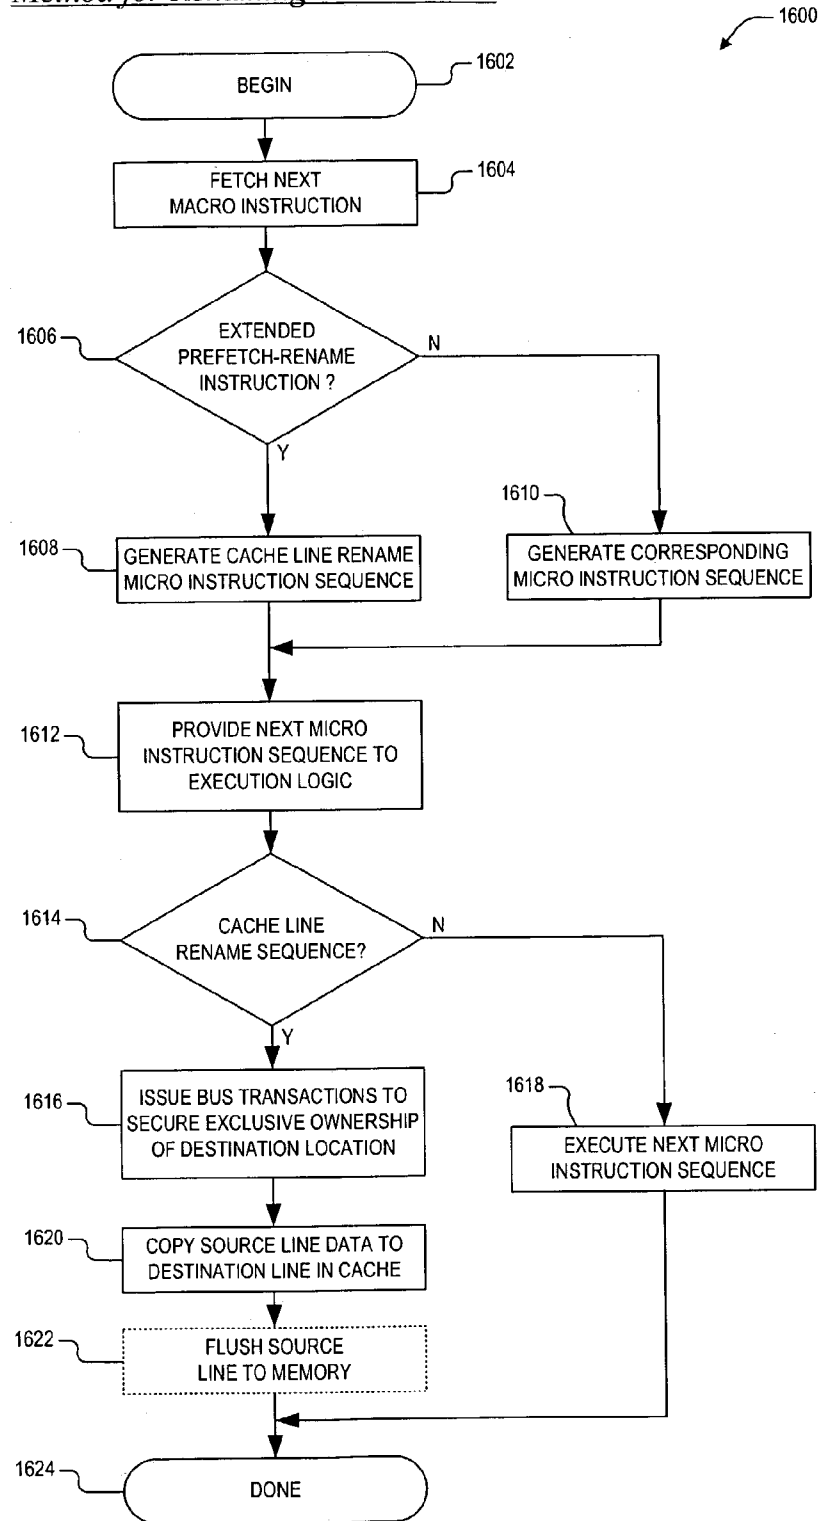 Method for
1600
BEGIN
1602
FETCH NEXT
MACRO INSTRUCTION
1604
1606
EXTENDED
PREFETCH-RENAME
INSTRUCTION ?
N
Y
1608
GENERATE CACHE LINE RENAME
MICRO INSTRUCTION SEQUENCE
1610
GENERATE CORRESPONDING
MICRO INSTRUCTION SEQUENCE
1612
PROVIDE NEXT MICRO
INSTRUCTION SEQUENCE TO
EXECUTION LOGIC
1614
CACHE LINE
RENAME SEQUENCE?
N
Y
1616
ISSUE BUS TRANSACTIONS TO
SECURE EXCLUSIVE OWNERSHIP
OF DESTINATION LOCATION
1618
EXECUTE NEXT MICRO
INSTRUCTION SEQUENCE
1620
COPY SOURCE LINE DATA TO
DESTINATION LINE IN CACHE
1622
FLUSH SOURCE
LINE TO MEMORY
1624
DONE